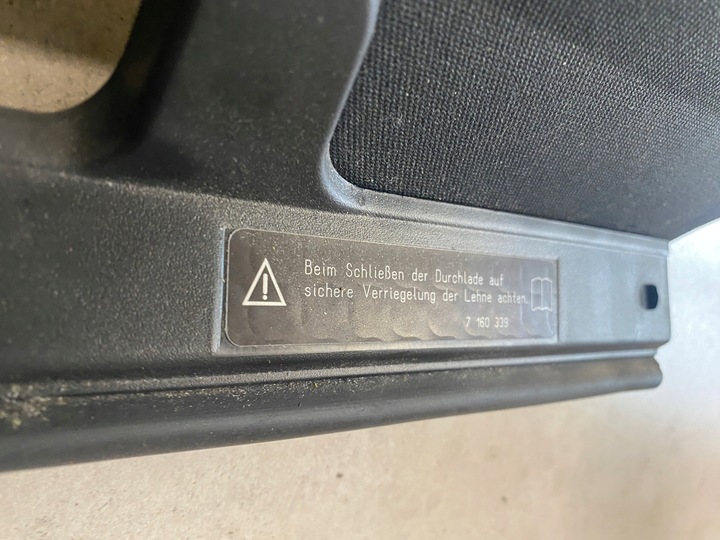 Beim Schließen der Durchlade auf
sichere Verriegelung der Lehne achten.
7 160 339